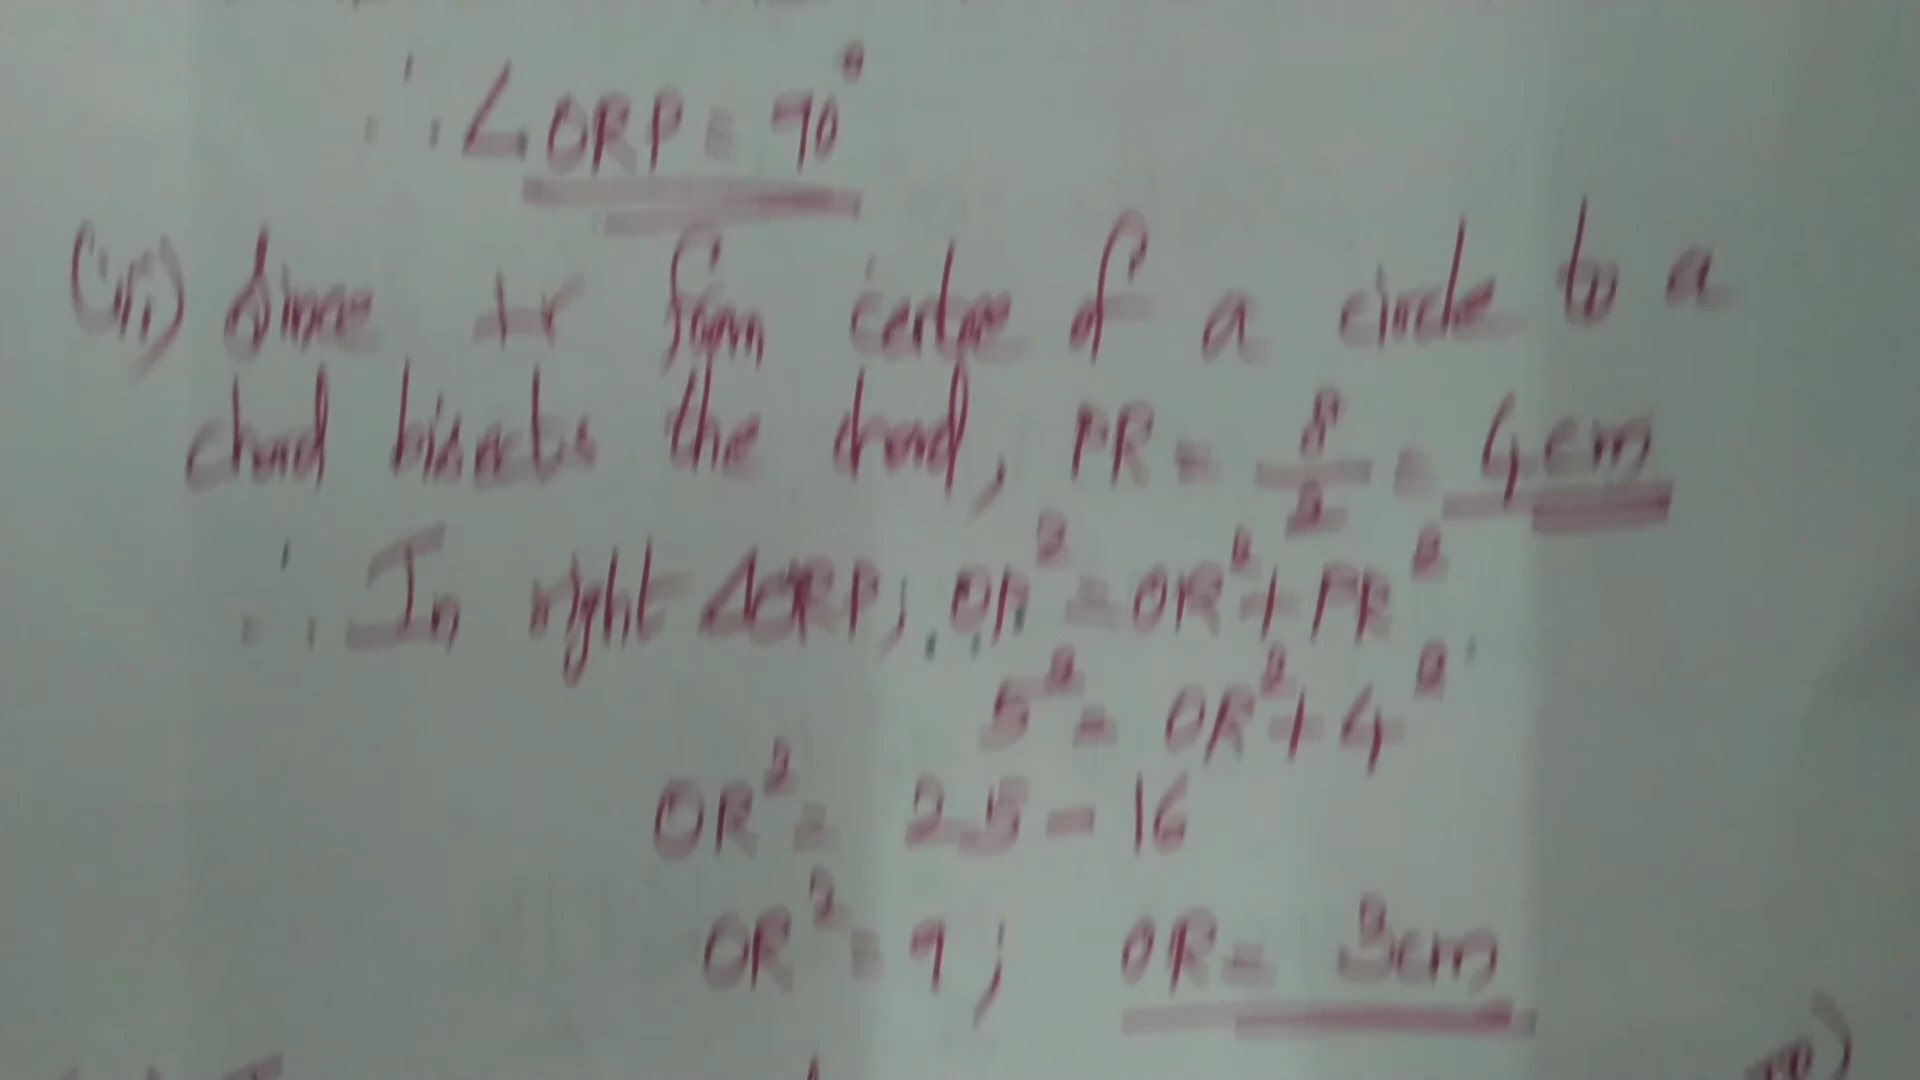 ∴ ∠ORP = 90°
(iii) Since ⊥r from centre of a circle to a
chord bisects the chord, PR = 8/2 = 4cm
∴ In right △ORP; OP² = OR² + PR²
5² = OR² + 4²
OR² = 25 - 16
OR² = 9; OR = 3cm